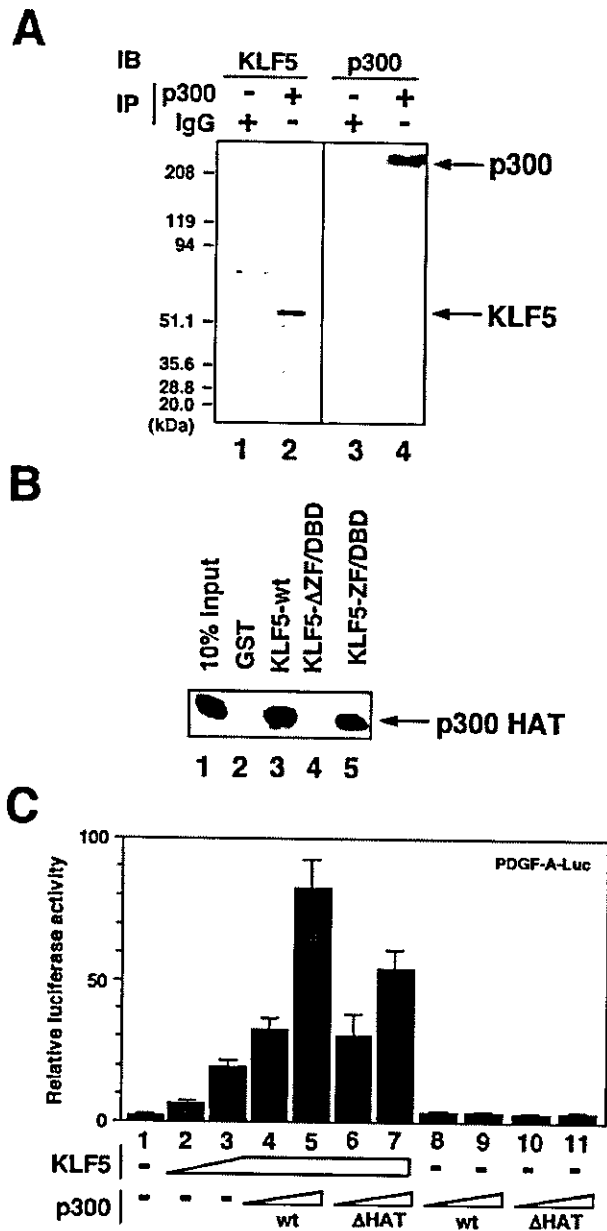 A
IB KLF5 p300
IP p300 - + - +
IgG + - + -
208
119
94
51.1
35.6
28.8
20.0
(kDa)
p300
KLF5
1 2 3 4
B
10% Input
GST
KLF5-wt
KLF5-ΔZF/DBD
KLF5-ZF/DBD
p300 HAT
1 2 3 4 5
C
Relative luciferase activity
100
50
0
PDGF-A-Luc
1 2 3 4 5 6 7 8 9 10 11
KLF5 - - - - -
p300 - - -
wt ΔHAT wt ΔHAT